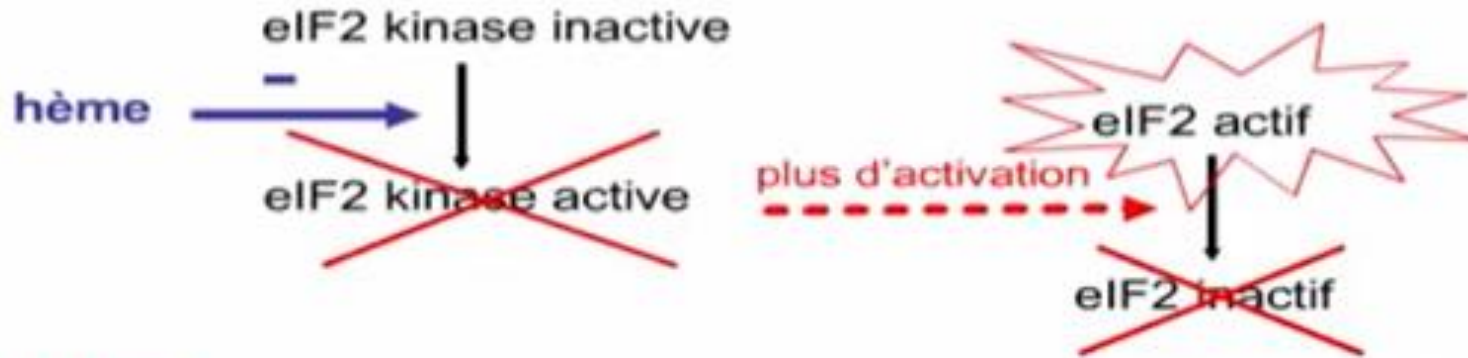 eIF2 kinase inactive
–
hème
eIF2 actif
plus d'activation
eIF2 kinase active
eIF2 inactif